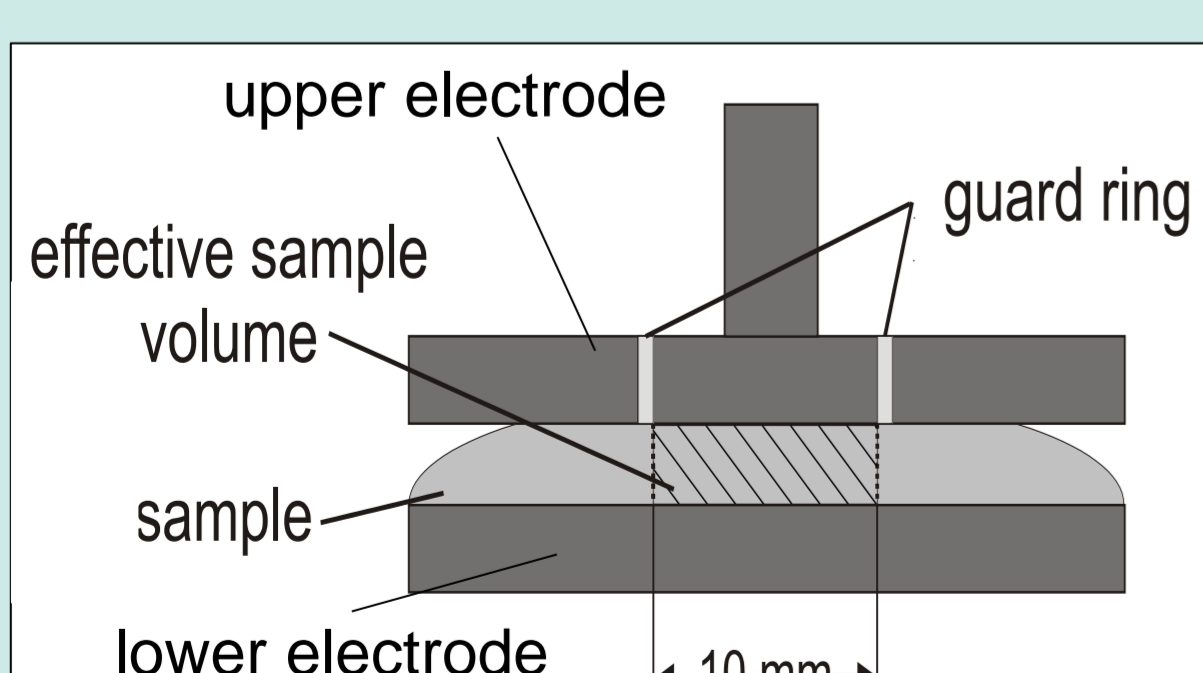 upper electrode
guard ring
effective sample
volume
sample
lower electrode
10 mm